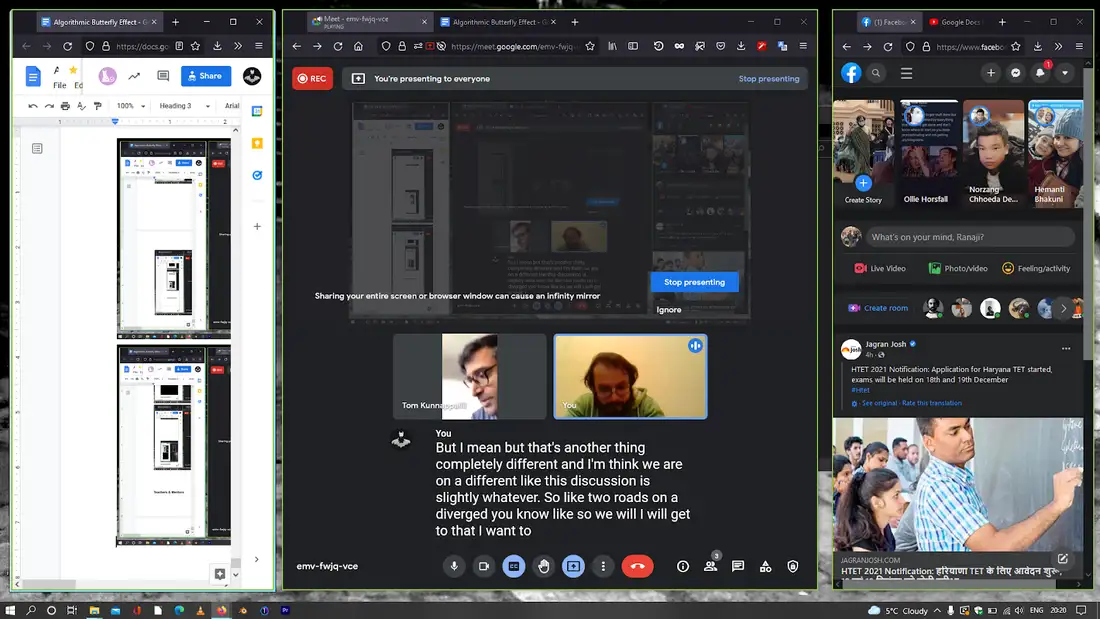 Algorithmic Butterfly Effect - G
https://docs.go
File
Share
100%
Heading 3
Arial
Teachers & Mentors
Meet - emv-fwjq-vce
PLAYING
Algorithmic Butterfly Effect - Go
https://meet.google.com/emv-fwjq
REC
You're presenting to everyone
Stop presenting
Stop presenting
Sharing your entire screen or browser window can cause an infinity mirror
Ignore
Tom Kunnappallil
You
You
But I mean but that's another thing
completely different and I'm think we are
on a different like this discussion is
slightly whatever. So like two roads on a
diverged you know like so we will I will get
to that I want to
emv-fwjq-vce
3
(1) Faceboo
Google Docs
https://www.facebo
1
Create Story
Ollie Horsfall
Norzang
Chhoeda De...
Hemanti
Bhakuni
What's on your mind, Ranaji?
Live Video
Photo/video
Feeling/activity
Create room
Jagran Josh
4h
HTET 2021 Notification: Application for Haryana TET started,
exams will be held on 18th and 19th December
#Htet
See original · Rate this translation
JAGRANJOSH.COM
HTET 2021 Notification: हरियाणा TET के लिए आवेदन शुरू,
5°C Cloudy
ENG
20:20